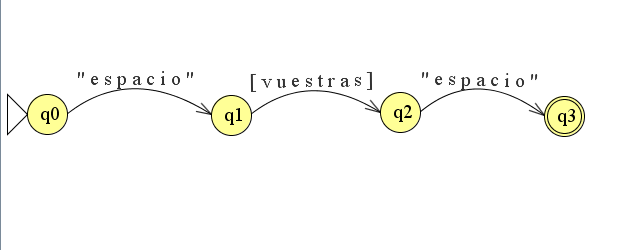 "espacio" [vuestras] "espacio"
q0 q1 q2 q3